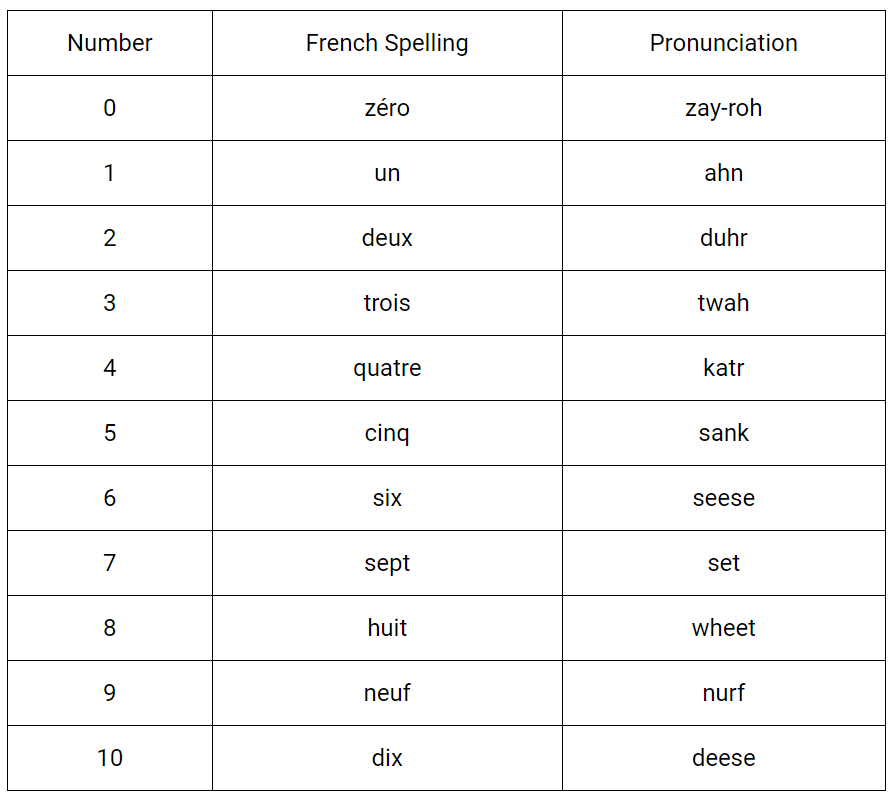 Number French Spelling Pronunciation
0 zéro zay-roh
1 un ahn
2 deux duhr
3 trois twah
4 quatre katr
5 cinq sank
6 six seese
7 sept set
8 huit wheet
9 neuf nurf
10 dix deese